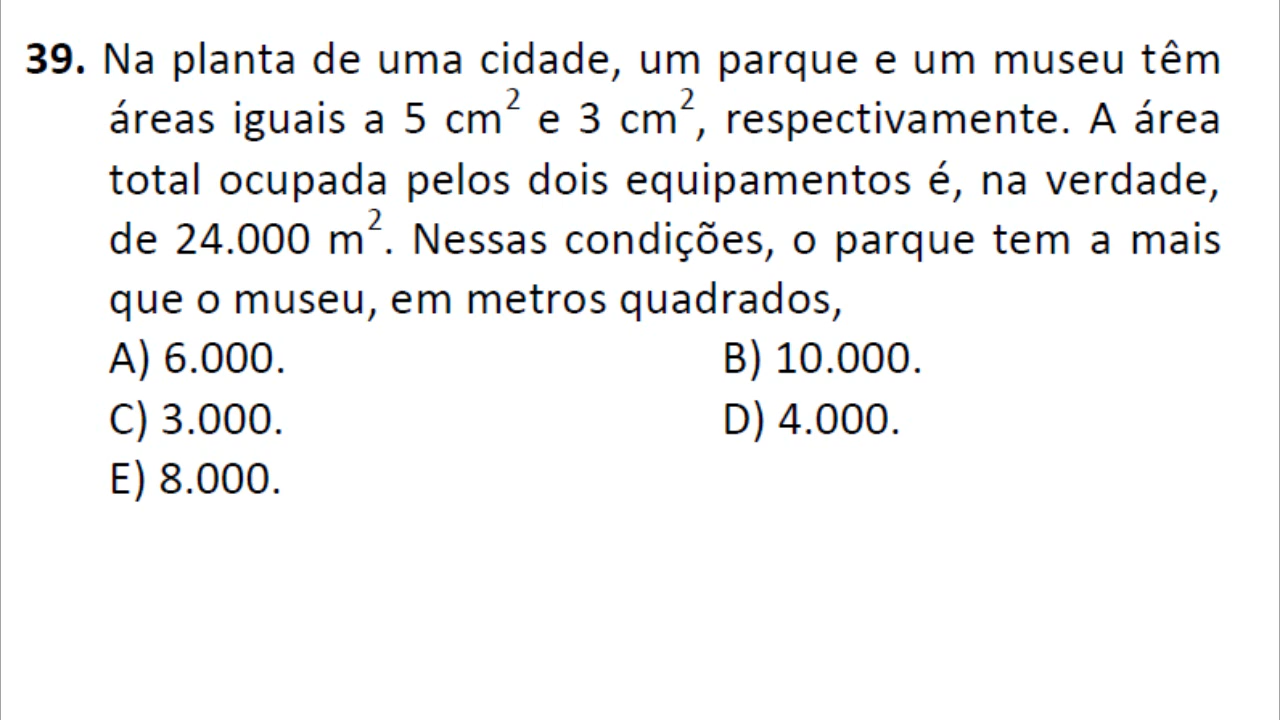 39. Na planta de uma cidade, um parque e um museu têm
áreas iguais a 5 cm² e 3 cm², respectivamente. A área
total ocupada pelos dois equipamentos é, na verdade,
de 24.000 m². Nessas condições, o parque tem a mais
que o museu, em metros quadrados,
A) 6.000. B) 10.000.
C) 3.000. D) 4.000.
E) 8.000.